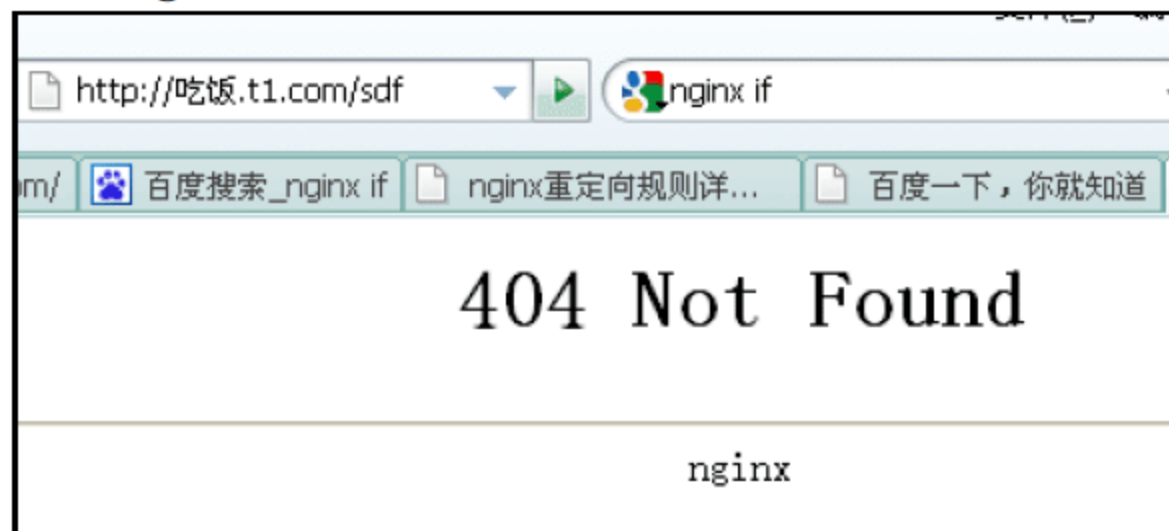 http://吃饭.t1.com/sdf nginx if
om/ 百度搜索_nginx if nginx重定向规则详... 百度一下，你就知道
404 Not Found
nginx